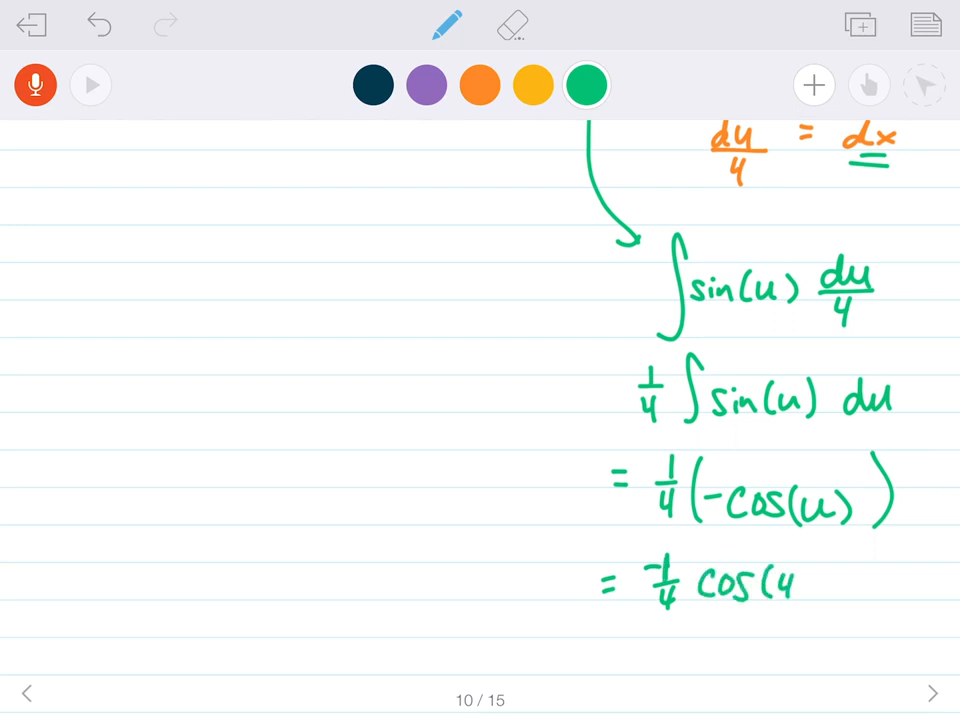 du/4 = dx
∫ sin(u) du/4
1/4 ∫ sin(u) du
= 1/4 (-cos(u) )
= -1/4 cos(4
10 / 15